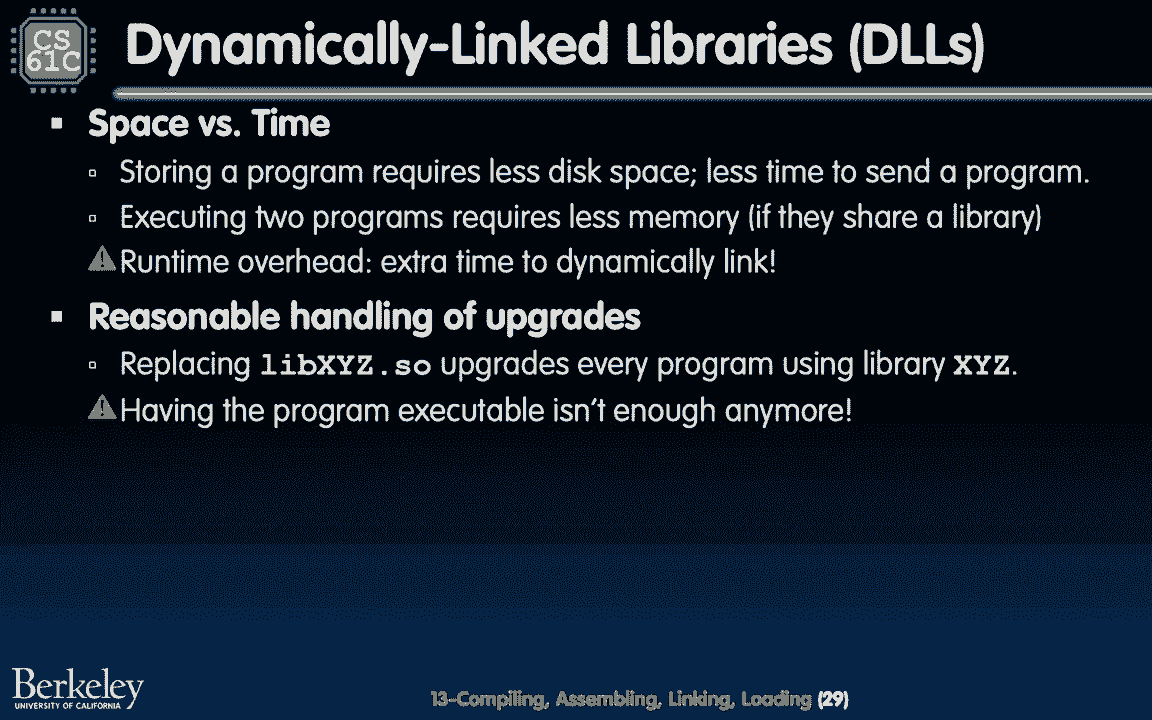 CS
61C
Dynamically-Linked Libraries (DLLs)
Space vs. Time
Storing a program requires less disk space; less time to send a program.
Executing two programs requires less memory (if they share a library)
Runtime overhead: extra time to dynamically link!
Reasonable handling of upgrades
Replacing libXYZ.so upgrades every program using library XYZ.
Having the program executable isn't enough anymore!
Berkeley
UNIVERSITY OF CALIFORNIA
13-Compiling, Assembling, Linking, Loading (29)